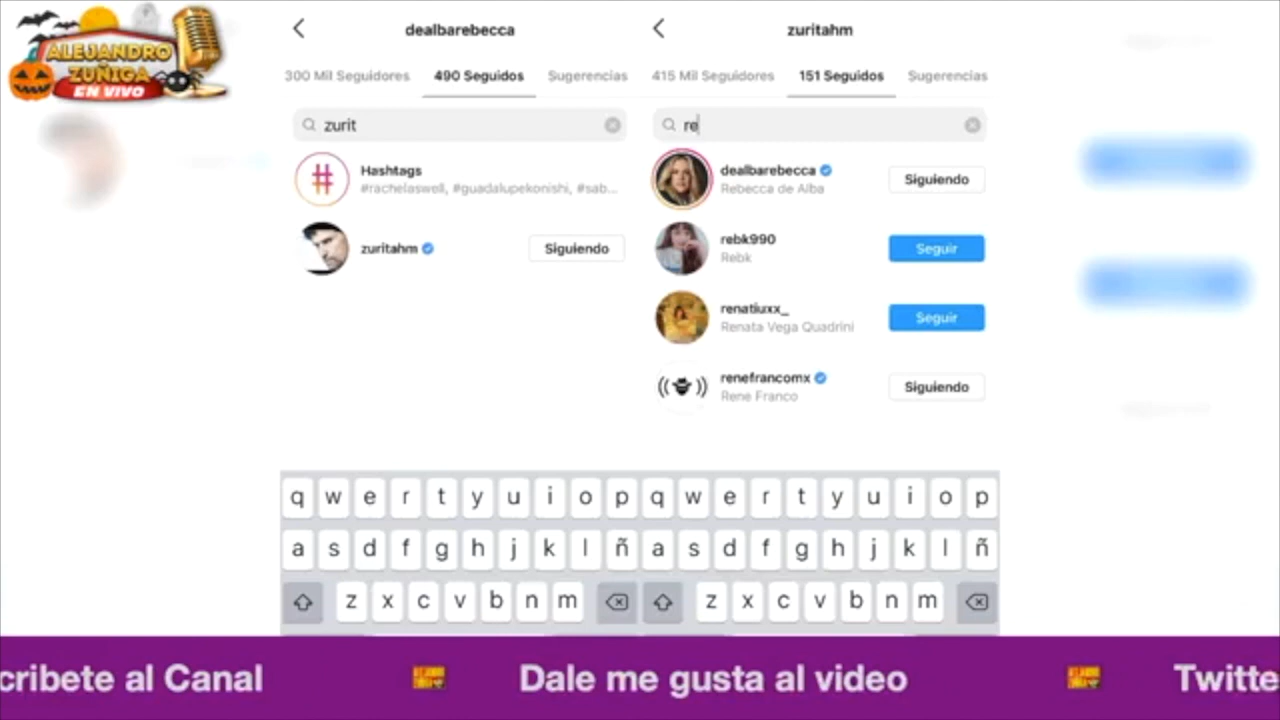 ALEJANDRO
ZUÑIGA
EN VIVO
dealbarebecca
300 Mil Seguidores 490 Seguidos Sugerencias
zurit
Hashtags
#rachelaswell, #guadalupekonishi, #sab...
zuritahm
Siguiendo
zuritahm
415 Mil Seguidores 151 Seguidos Sugerencias
re
dealbarebecca
Rebecca de Alba
Siguiendo
rebk990
Rebk
Seguir
renatiuxx_
Renata Vega Quadrini
Seguir
renefrancomx
Rene Franco
Siguiendo
q w e r t y u i o p q w e r t y u i o p
a s d f g h j k l ñ a s d f g h j k l ñ
z x c v b n m z x c v b n m
cribete al Canal Dale me gusta al video Twitte